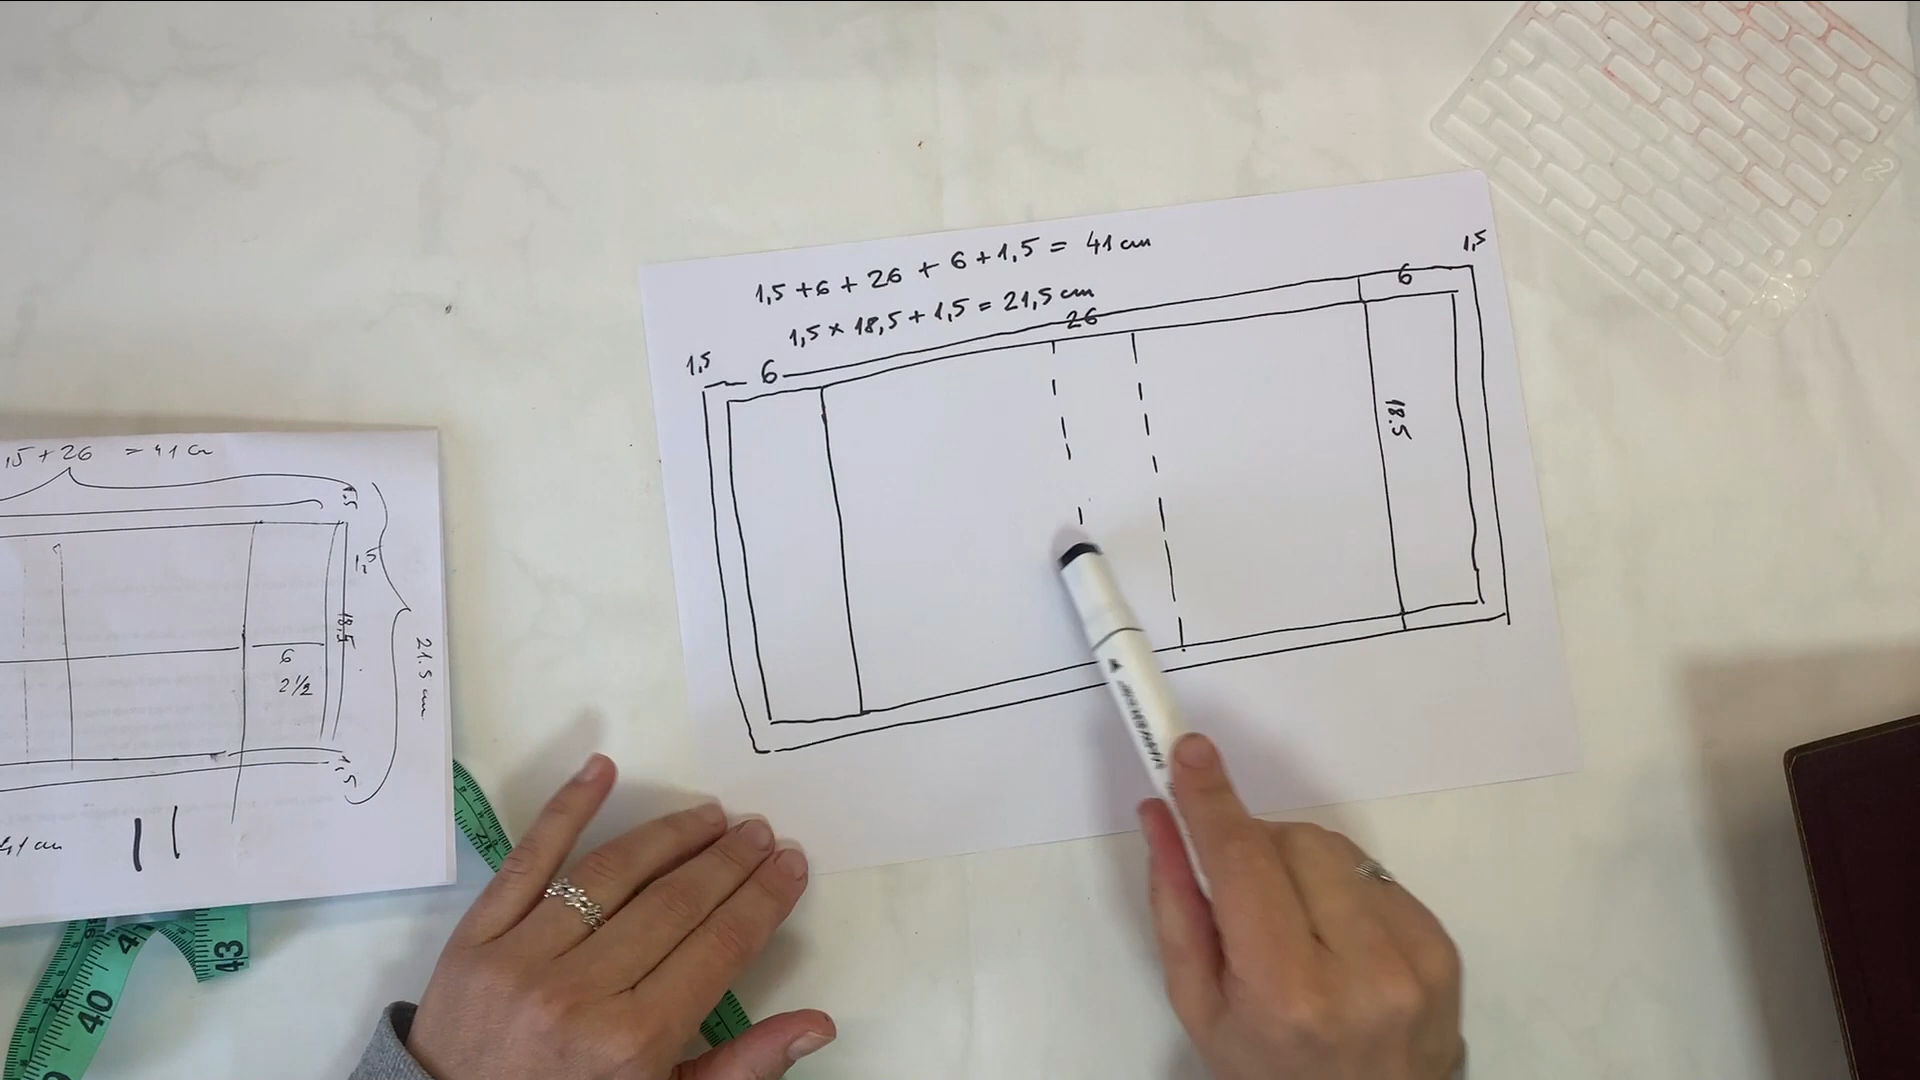 1,5 +6 + 26 + 6 +1,5 = 41 cm
1,5 × 18,5 + 1,5 = 21,5 cm
1,5
6
26
6
1,5
18.5
,5 + 26 = 41 cm
1.5
1,5
18,5
21.5 cm
6
2 1/2
1,5
41 cm
43
40